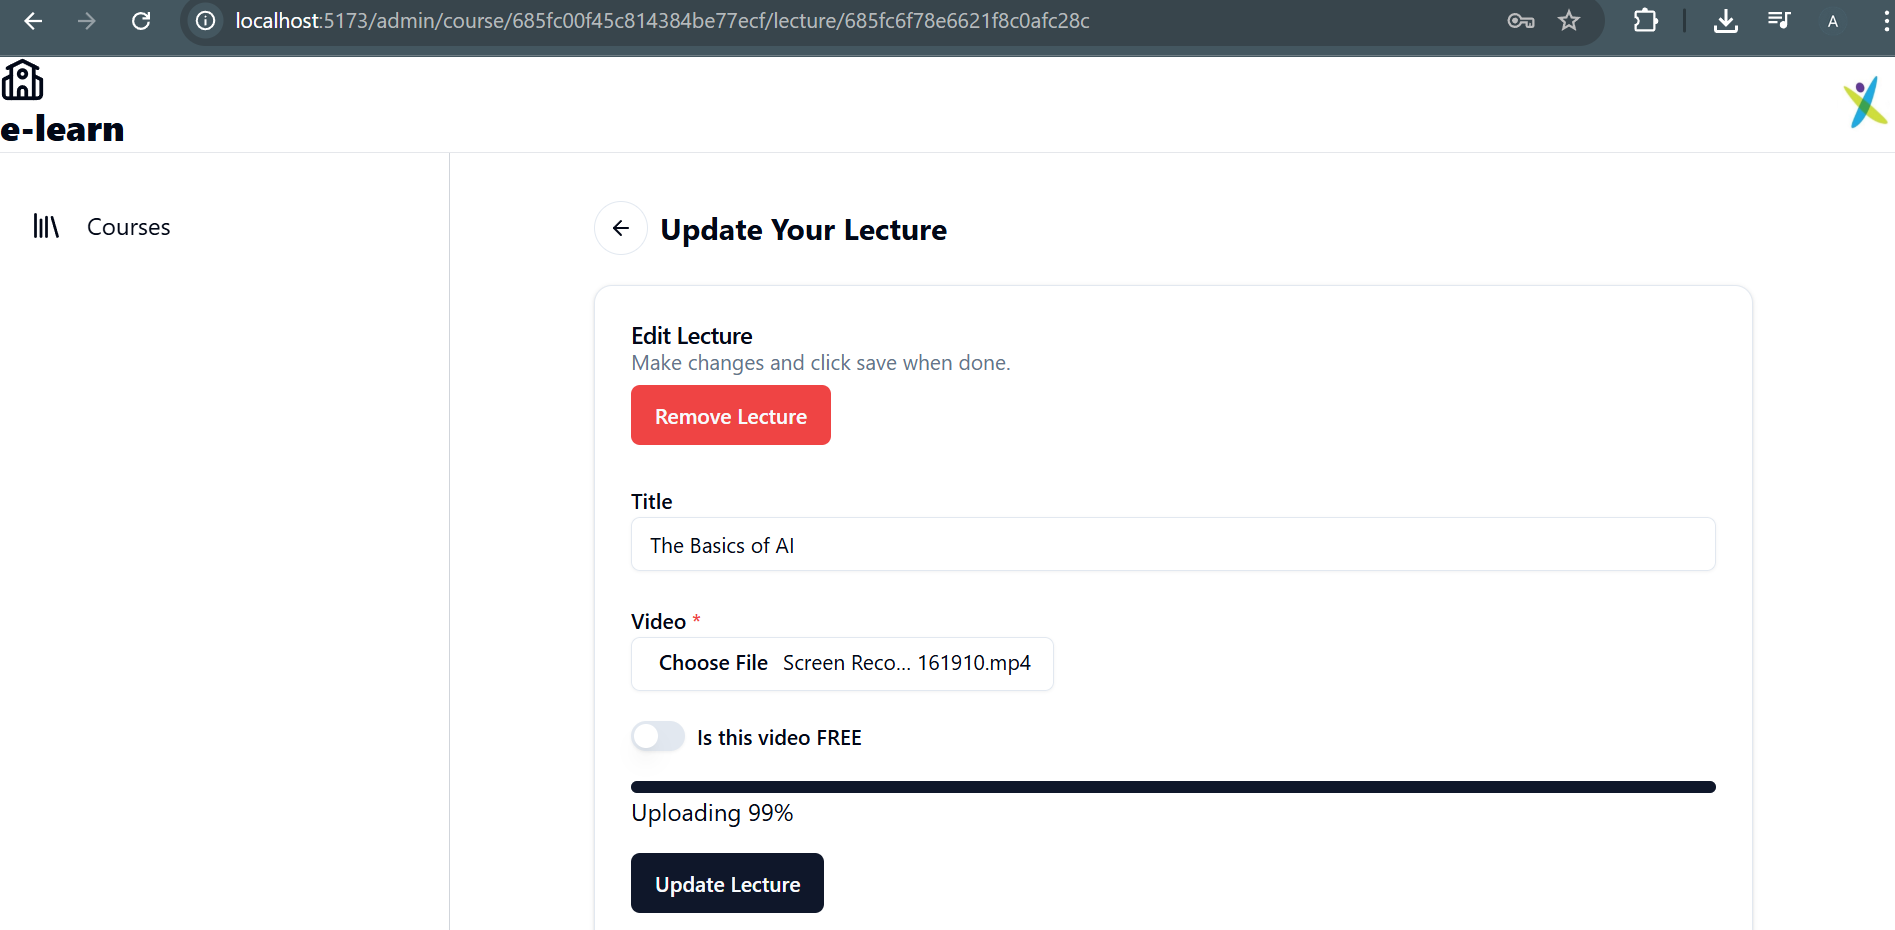 localhost:5173/admin/course/685fc00f45c814384be77ecf/lecture/685fc6f78e6621f8c0afc28c
A
e-learn
Courses
Update Your Lecture
Edit Lecture
Make changes and click save when done.
Remove Lecture
Title
The Basics of AI
Video *
Choose File Screen Reco... 161910.mp4
Is this video FREE
Uploading 99%
Update Lecture